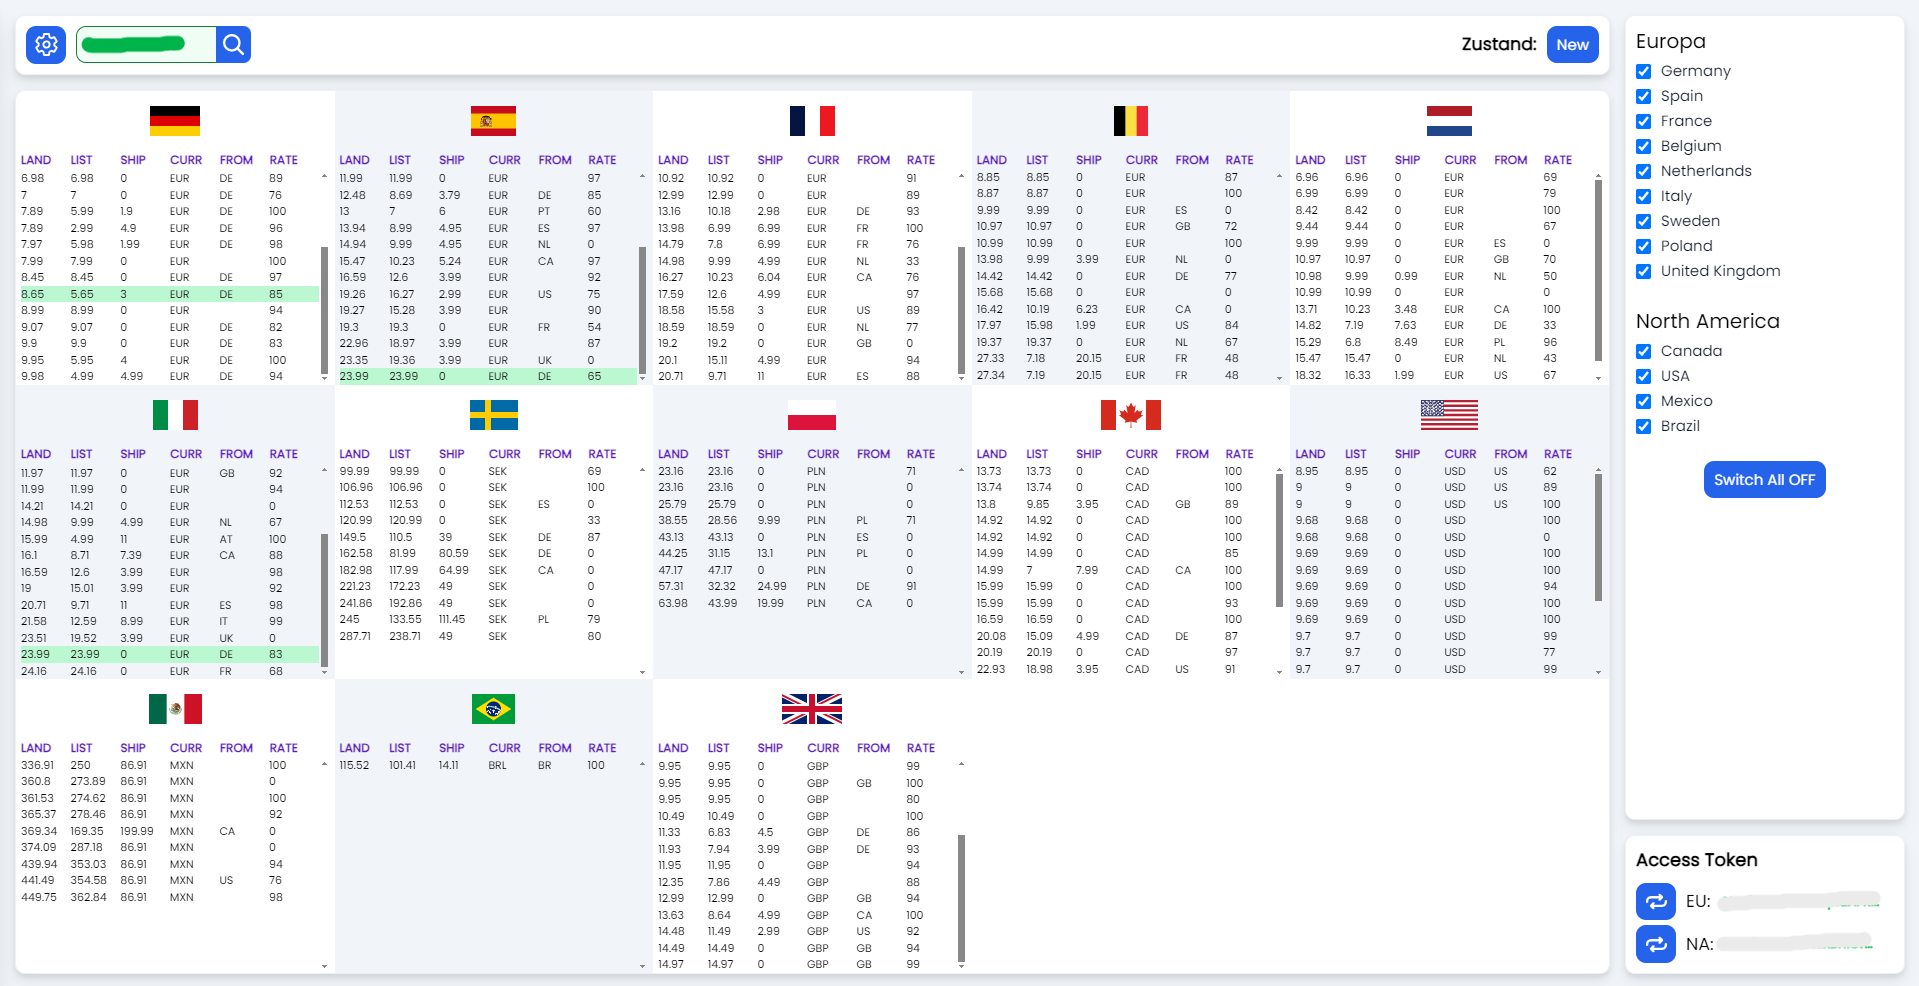 Zustand: New
LAND LIST SHIP CURR FROM RATE
6.98 6.98 0 EUR DE 89
7 7 0 EUR DE 76
7.89 5.99 1.9 EUR DE 100
7.89 2.99 4.9 EUR DE 96
7.97 5.98 1.99 EUR DE 98
7.99 7.99 0 EUR 100
8.45 8.45 0 EUR DE 97
8.65 5.65 3 EUR DE 85
8.99 8.99 0 EUR 94
9.07 9.07 0 EUR DE 82
9.9 9.9 0 EUR DE 83
9.95 5.95 4 EUR DE 100
9.98 4.99 4.99 EUR DE 94
LAND LIST SHIP CURR FROM RATE
11.99 11.99 0 EUR 97
12.48 8.69 3.79 EUR DE 85
13 7 6 EUR PT 60
13.94 8.99 4.95 EUR ES 97
14.94 9.99 4.95 EUR NL 0
15.47 10.23 5.24 EUR CA 97
16.59 12.6 3.99 EUR 92
19.26 16.27 2.99 EUR US 75
19.27 15.28 3.99 EUR 90
19.3 19.3 0 EUR FR 54
22.96 18.97 3.99 EUR 87
23.35 19.36 3.99 EUR UK 0
23.99 23.99 0 EUR DE 65
LAND LIST SHIP CURR FROM RATE
10.92 10.92 0 EUR 91
12.99 12.99 0 EUR 89
13.16 10.18 2.98 EUR DE 93
13.98 6.99 6.99 EUR FR 100
14.79 7.8 6.99 EUR FR 76
14.98 9.99 4.99 EUR NL 33
16.27 10.23 6.04 EUR CA 76
17.59 12.6 4.99 EUR 97
18.58 15.58 3 EUR US 89
18.59 18.59 0 EUR NL 77
19.2 19.2 0 EUR GB 0
20.1 15.11 4.99 EUR 94
20.71 9.71 11 EUR ES 88
LAND LIST SHIP CURR FROM RATE
8.85 8.85 0 EUR 87
8.87 8.87 0 EUR 100
9.99 9.99 0 EUR ES 0
10.97 10.97 0 EUR GB 72
10.99 10.99 0 EUR 100
13.98 9.99 3.99 EUR NL 0
14.42 14.42 0 EUR DE 77
15.68 15.68 0 EUR 0
16.42 10.19 6.23 EUR CA 0
17.97 15.98 1.99 EUR US 84
19.37 19.37 0 EUR NL 67
27.33 7.18 20.15 EUR FR 48
27.34 7.19 20.15 EUR FR 48
LAND LIST SHIP CURR FROM RATE
6.96 6.96 0 EUR 69
6.99 6.99 0 EUR 79
8.42 8.42 0 EUR 100
9.44 9.44 0 EUR 67
9.99 9.99 0 EUR ES 0
10.97 10.97 0 EUR GB 70
10.98 9.99 0.99 EUR NL 50
10.99 10.99 0 EUR 0
13.71 10.23 3.48 EUR CA 100
14.82 7.19 7.63 EUR DE 33
15.29 6.8 8.49 EUR PL 96
15.47 15.47 0 EUR NL 43
18.32 16.33 1.99 EUR US 67
LAND LIST SHIP CURR FROM RATE
11.97 11.97 0 EUR GB 92
11.99 11.99 0 EUR 94
14.21 14.21 0 EUR 0
14.98 9.99 4.99 EUR NL 67
15.99 4.99 11 EUR AT 100
16.1 8.71 7.39 EUR CA 88
16.59 12.6 3.99 EUR 98
19 15.01 3.99 EUR 92
20.71 9.71 11 EUR ES 98
21.58 12.59 8.99 EUR IT 99
23.51 19.52 3.99 EUR UK 0
23.99 23.99 0 EUR DE 83
24.16 24.16 0 EUR FR 68
LAND LIST SHIP CURR FROM RATE
99.99 99.99 0 SEK 69
106.96 106.96 0 SEK 100
112.53 112.53 0 SEK ES 0
120.99 120.99 0 SEK 33
149.5 110.5 39 SEK DE 87
162.58 81.99 80.59 SEK DE 0
182.98 117.99 64.99 SEK CA 0
221.23 172.23 49 SEK 0
241.86 192.86 49 SEK 0
245 133.55 111.45 SEK PL 79
287.71 238.71 49 SEK 80
LAND LIST SHIP CURR FROM RATE
23.16 23.16 0 PLN 71
23.16 23.16 0 PLN 0
25.79 25.79 0 PLN 0
38.55 28.56 9.99 PLN PL 71
43.13 43.13 0 PLN ES 0
44.25 31.15 13.1 PLN PL 0
47.17 47.17 0 PLN 0
57.31 32.32 24.99 PLN DE 91
63.98 43.99 19.99 PLN CA 0
LAND LIST SHIP CURR FROM RATE
13.73 13.73 0 CAD 100
13.74 13.74 0 CAD 100
13.8 9.85 3.95 CAD GB 89
14.92 14.92 0 CAD 100
14.92 14.92 0 CAD 100
14.99 14.99 0 CAD 85
14.99 7 7.99 CAD CA 100
15.99 15.99 0 CAD 100
15.99 15.99 0 CAD 93
16.59 16.59 0 CAD 100
20.08 15.09 4.99 CAD DE 87
20.19 20.19 0 CAD 97
22.93 18.98 3.95 CAD US 91
LAND LIST SHIP CURR FROM RATE
8.95 8.95 0 USD US 62
9 9 0 USD US 89
9 9 0 USD US 100
9.68 9.68 0 USD 100
9.68 9.68 0 USD 0
9.69 9.69 0 USD 100
9.69 9.69 0 USD 100
9.69 9.69 0 USD 94
9.69 9.69 0 USD 100
9.69 9.69 0 USD 100
9.7 9.7 0 USD 99
9.7 9.7 0 USD 77
9.7 9.7 0 USD 99
LAND LIST SHIP CURR FROM RATE
336.91 250 86.91 MXN 100
360.8 273.89 86.91 MXN 0
361.53 274.62 86.91 MXN 100
365.37 278.46 86.91 MXN 92
369.34 169.35 199.99 MXN CA 0
374.09 287.18 86.91 MXN 0
439.94 353.03 86.91 MXN 94
441.49 354.58 86.91 MXN US 76
449.75 362.84 86.91 MXN 98
LAND LIST SHIP CURR FROM RATE
115.52 101.41 14.11 BRL BR 100
LAND LIST SHIP CURR FROM RATE
9.95 9.95 0 GBP 99
9.95 9.95 0 GBP GB 100
9.95 9.95 0 GBP 80
10.49 10.49 0 GBP 100
11.33 6.83 4.5 GBP DE 86
11.93 7.94 3.99 GBP DE 93
11.95 11.95 0 GBP 94
12.35 7.86 4.49 GBP 88
12.99 12.99 0 GBP GB 94
13.63 8.64 4.99 GBP CA 100
14.48 11.49 2.99 GBP US 92
14.49 14.49 0 GBP GB 94
14.97 14.97 0 GBP GB 99
Europa
Germany
Spain
France
Belgium
Netherlands
Italy
Sweden
Poland
United Kingdom
North America
Canada
USA
Mexico
Brazil
Switch All OFF
Access Token
EU:
NA: